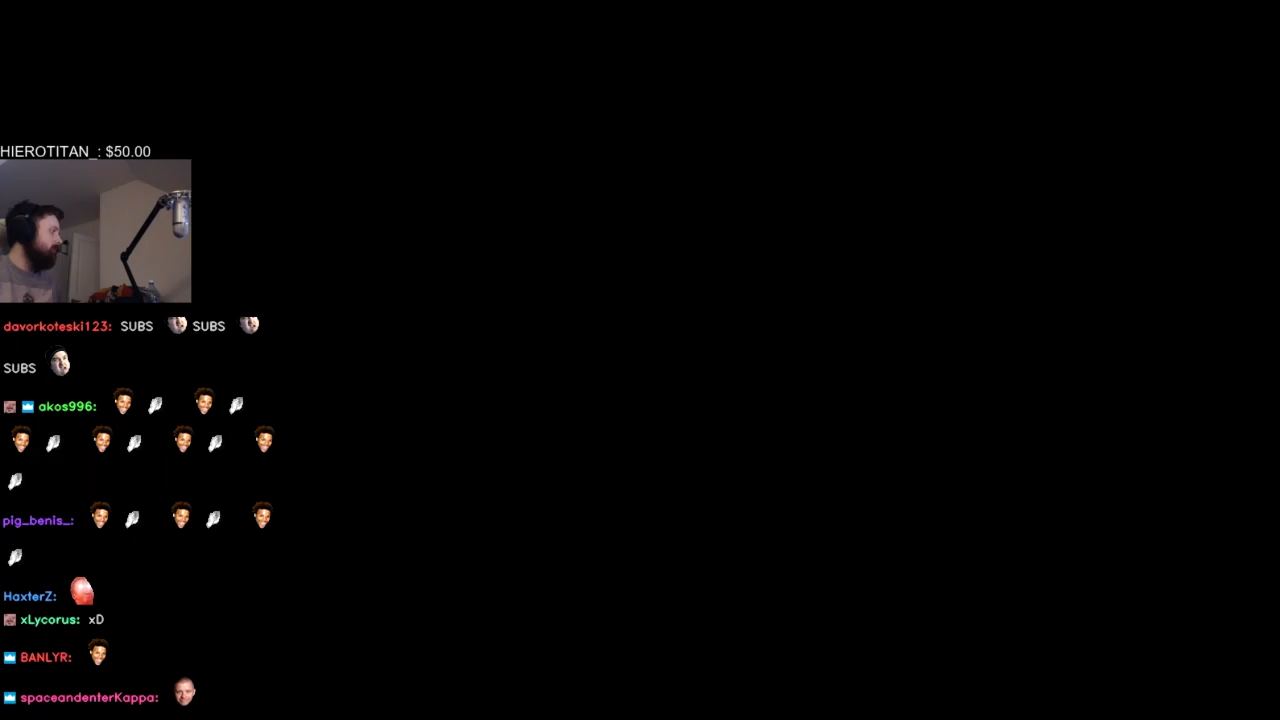 HIEROTITAN_: $50.00
davorkoteski123: SUBS SUBS
SUBS
akos996:
pig_benis_:
HaxterZ:
xLycorus: xD
BANLYR:
spaceandenterKappa: